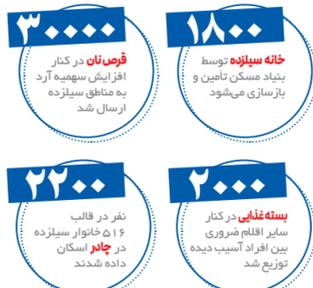 ۱۸۰۰
خانه سیلزده توسط
بنیاد مسکن تأمین و
بازسازی می‌شود
۳۰۰۰۰
قرص نان در کنار
افزایش سهمیه آرد
به مناطق سیلزده
ارسال شد
۲۰۰۰
بسته غذایی در کنار
سایر اقلام ضروری
بین افراد آسیب دیده
توزیع شد
۲۲۰۰
نفر در قالب
۵۱۶ خانوار سیلزده
در چادر اسکان
داده شدند